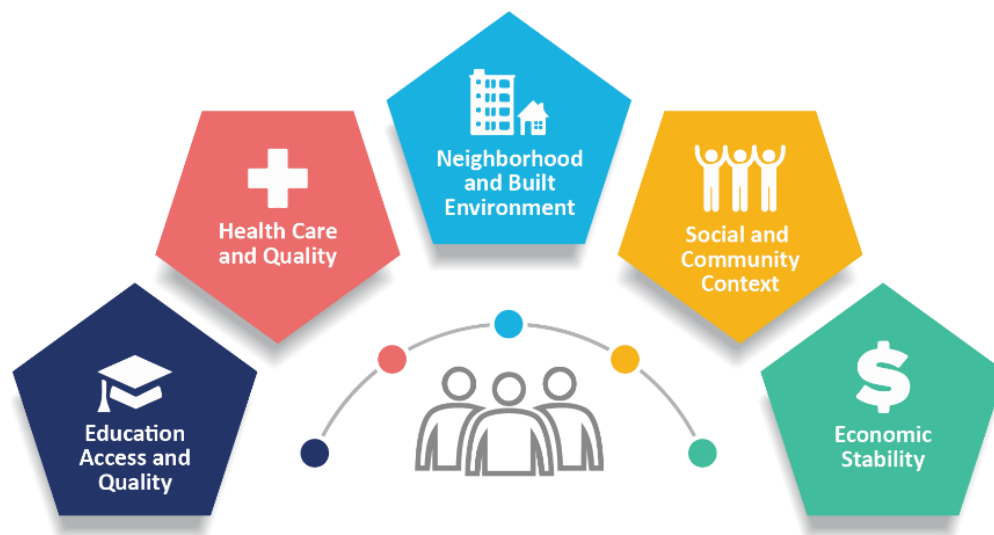 Neighborhood
and Built
Environment
Health Care
and Quality
Social and
Community
Context
Education
Access and
Quality
$
Economic
Stability